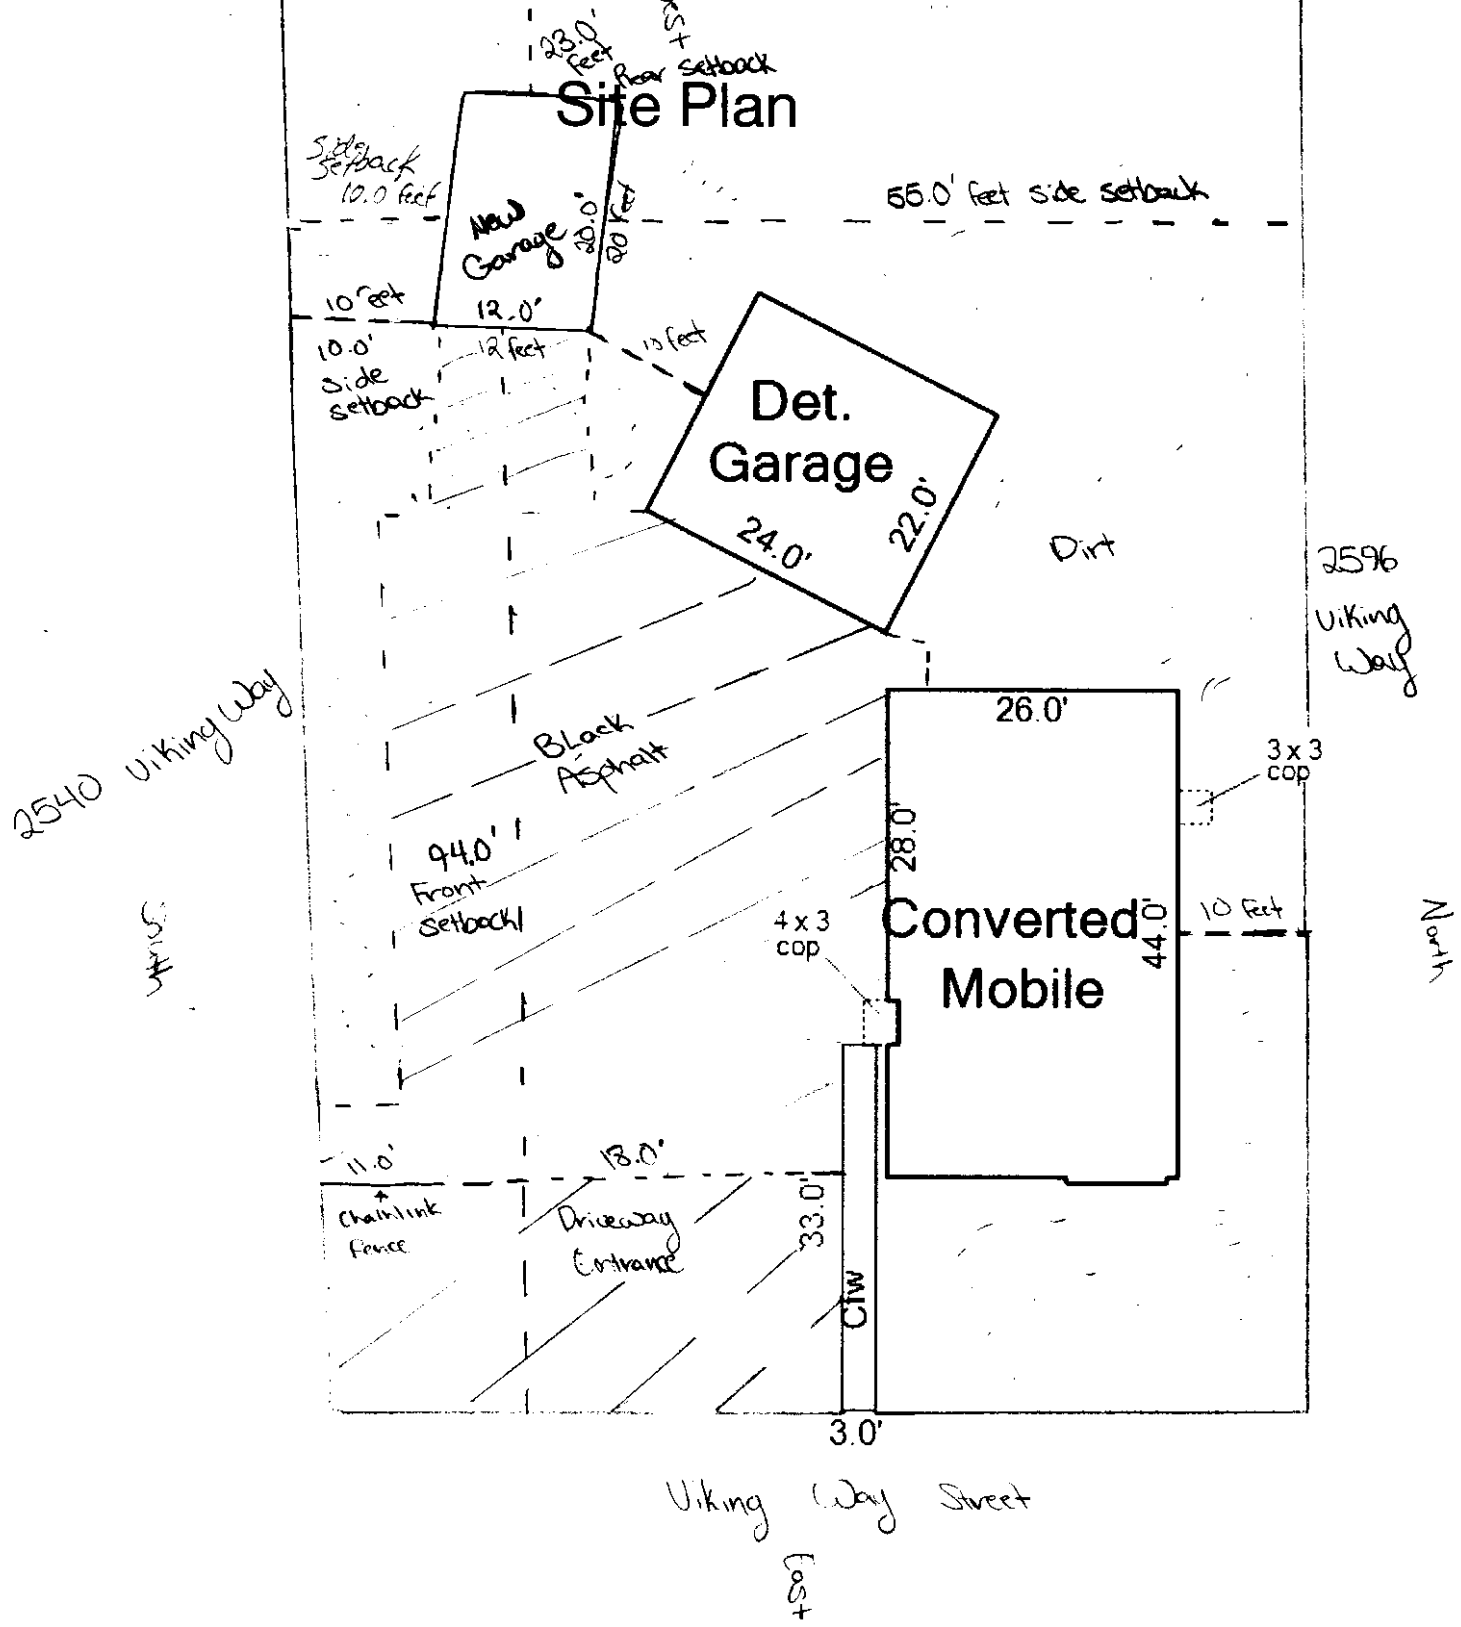 23.0'
feet
Rear setback
Site Plan
Side
setback
10.0 feet
55.0' feet side setback
New
Garage
20.0'
20 feet
10 feet
12.0'
12 feet
10.0'
side
setback
10 feet
Det.
Garage
24.0'
22.0'
Dirt
2596
Viking
Way
2540 Viking Way
26.0'
3 x 3
cop
Black
Asphalt
28.0'
94.0'
Front
setback
4 x 3
cop
Converted
Mobile
44.0'
10 feet
North
11.0'
18.0'
Chainlink
Fence
Driveway
Entrance
33.0'
C/W
3.0'
Viking Way Street
East